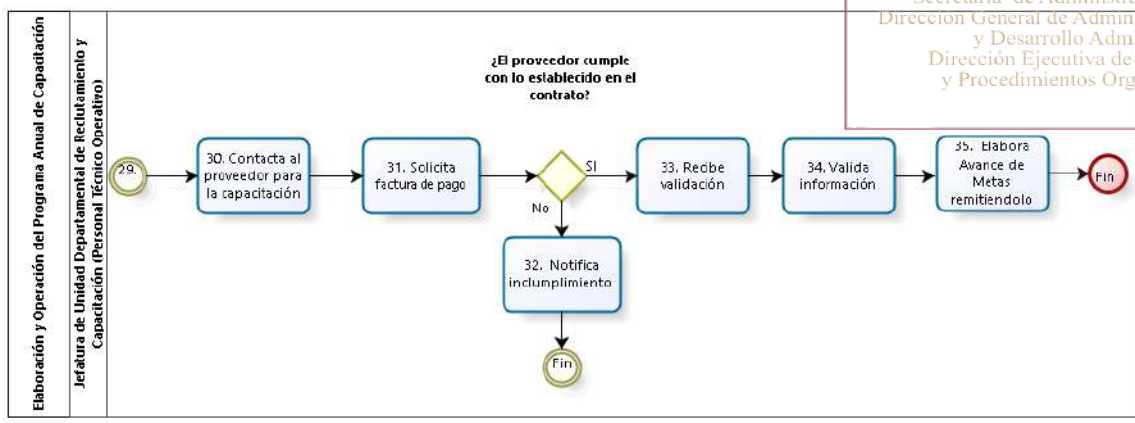 Secretaría de Administra
Dirección General de Admin
y Desarrollo Adm
Dirección Ejecutiva de
y Procedimientos Org
Elaboración y Operación del Programa Anual de Capacitación
Jefatura de Unidad Departamental de Reclutamiento y
Capacitación (Personal Técnico Operativo)
¿El proveedor cumple
con lo establecido en el
contrato?
29.
30. Contacta al
proveedor para
la capacitación
31. Solicita
factura de pago
SI
No
33. Recibe
validación
34. Valida
información
35. Elabora
Avance de
Metas
remitiendolo
Fin
32. Notifica
inclumplimiento
Fin